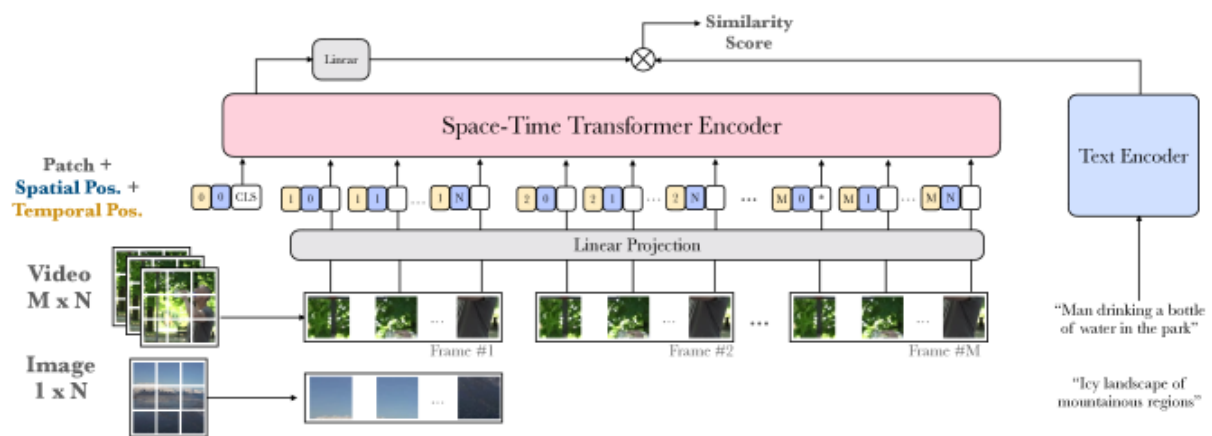 Similarity
Score
Linear
Space-Time Transformer Encoder
Text Encoder
Patch +
Spatial Pos. +
Temporal Pos.
0 0 CLS
1 0
1 1
...
1 N
2 0
2 1
...
2 N
...
M 0 *
M 1
...
M N
Linear Projection
Video
M x N
...
Frame #1
...
Frame #2
...
...
Frame #M
“Man drinking a bottle
of water in the park”
Image
1 x N
...
“Icy landscape of
mountainous regions”